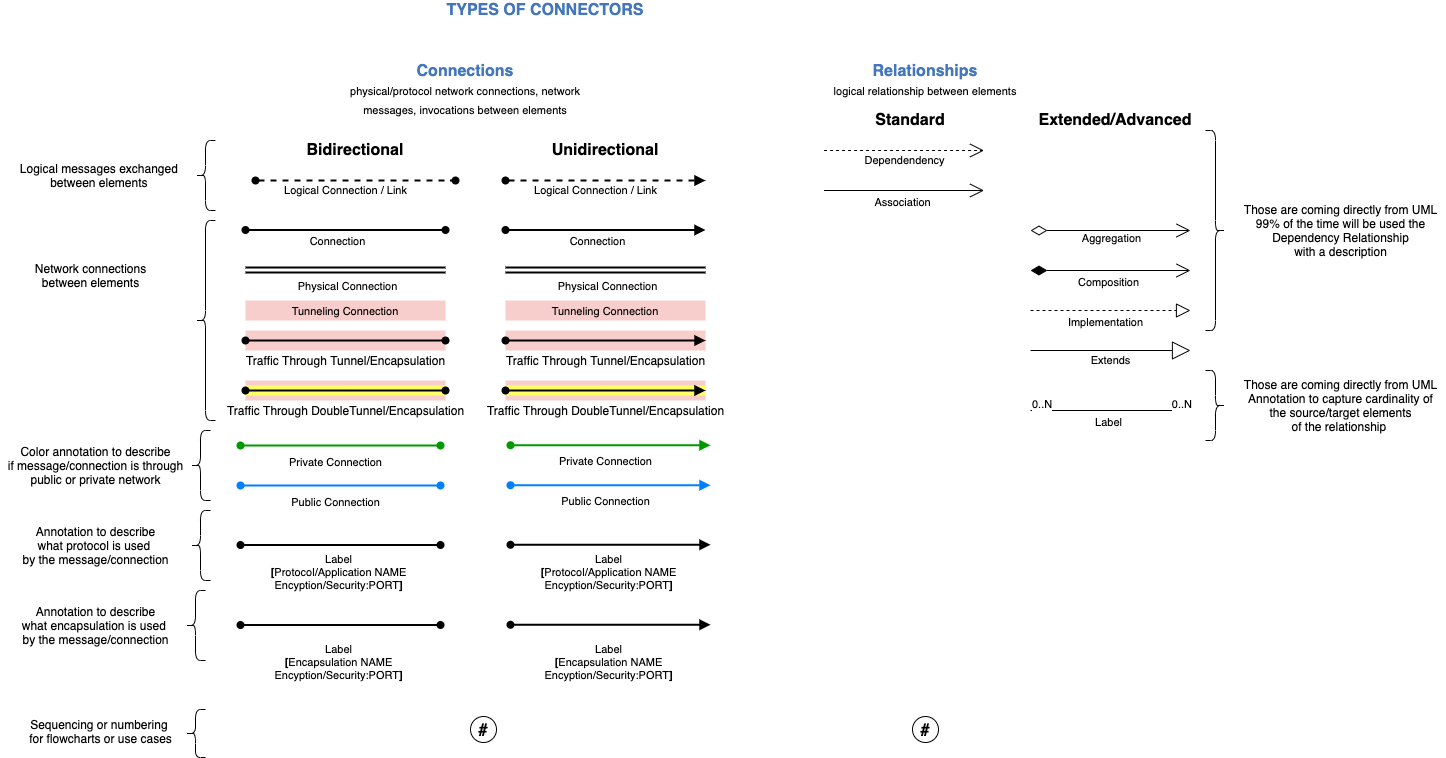 TYPES OF CONNECTORS
Connections
physical/protocol network connections, network
messages, invocations between elements
Bidirectional
Unidirectional
Logical messages exchanged
between elements
Logical Connection / Link
Logical Connection / Link
Network connections
between elements
Connection
Connection
Physical Connection
Physical Connection
Tunneling Connection
Tunneling Connection
Traffic Through Tunnel/Encapsulation
Traffic Through Tunnel/Encapsulation
Traffic Through DoubleTunnel/Encapsulation
Traffic Through DoubleTunnel/Encapsulation
Color annotation to describe
if message/connection is through
public or private network
Private Connection
Private Connection
Public Connection
Public Connection
Annotation to describe
what protocol is used
by the message/connection
Label
[Protocol/Application NAME
Encyption/Security:PORT]
Label
[Protocol/Application NAME
Encyption/Security:PORT]
Annotation to describe
what encapsulation is used
by the message/connection
Label
[Encapsulation NAME
Encyption/Security:PORT]
Label
[Encapsulation NAME
Encyption/Security:PORT]
Sequencing or numbering
for flowcharts or use cases
#
Relationships
logical relationship between elements
Standard
Extended/Advanced
Dependendency
Association
Aggregation
Composition
Implementation
Extends
Those are coming directly from UML
99% of the time will be used the
Dependency Relationship
with a description
0..N
0..N
Label
Those are coming directly from UML
Annotation to capture cardinality of
the source/target elements
of the relationship
#